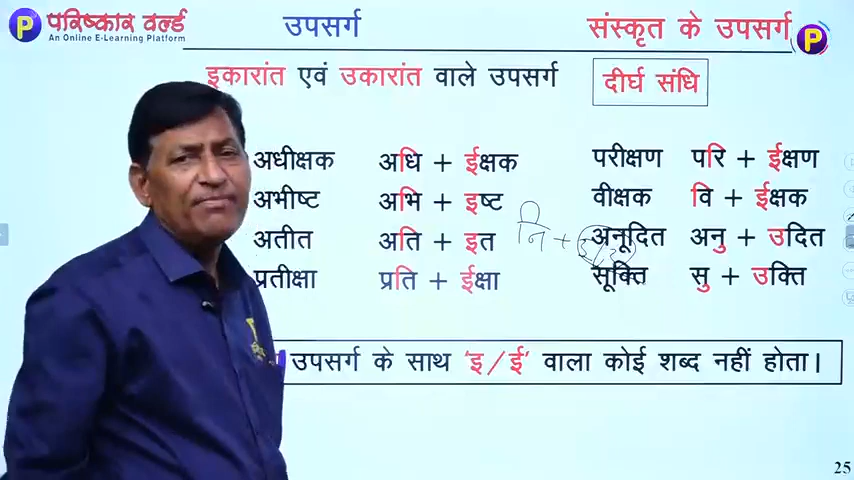 परिष्कार वर्ल्ड
An Online E-Learning Platform
उपसर्ग
संस्कृत के उपसर्ग
इकारांत एवं उकारांत वाले उपसर्ग
दीर्घ संधि
अधीक्षक अधि + ईक्षक परीक्षण परि + ईक्षण
अभीष्ट अभि + इष्ट वीक्षक वि + ईक्षक
अतीत अति + इत अनूदित अनु + उदित
प्रतीक्षा प्रति + ईक्षा सूक्ति सु + उक्ति
नि + इ/ई
उपसर्ग के साथ 'इ/ई' वाला कोई शब्द नहीं होता।
25